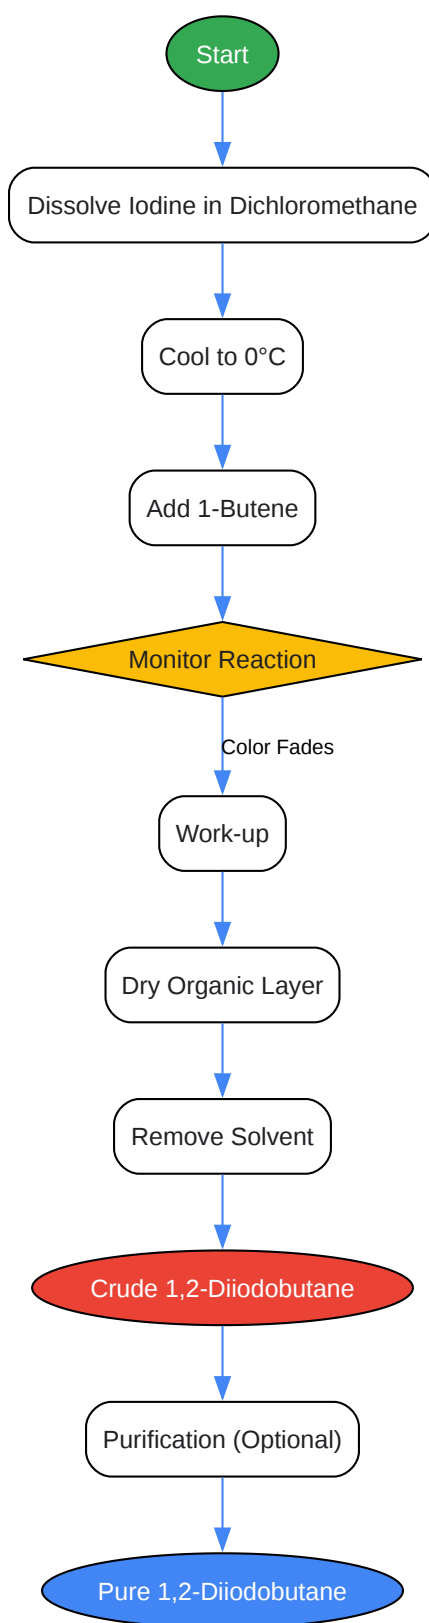 Start
Dissolve Iodine in Dichloromethane
Cool to 0°C
Add 1-Butene
Monitor Reaction
Color Fades
Work-up
Dry Organic Layer
Remove Solvent
Crude 1,2-Diiodobutane
Purification (Optional)
Pure 1,2-Diiodobutane